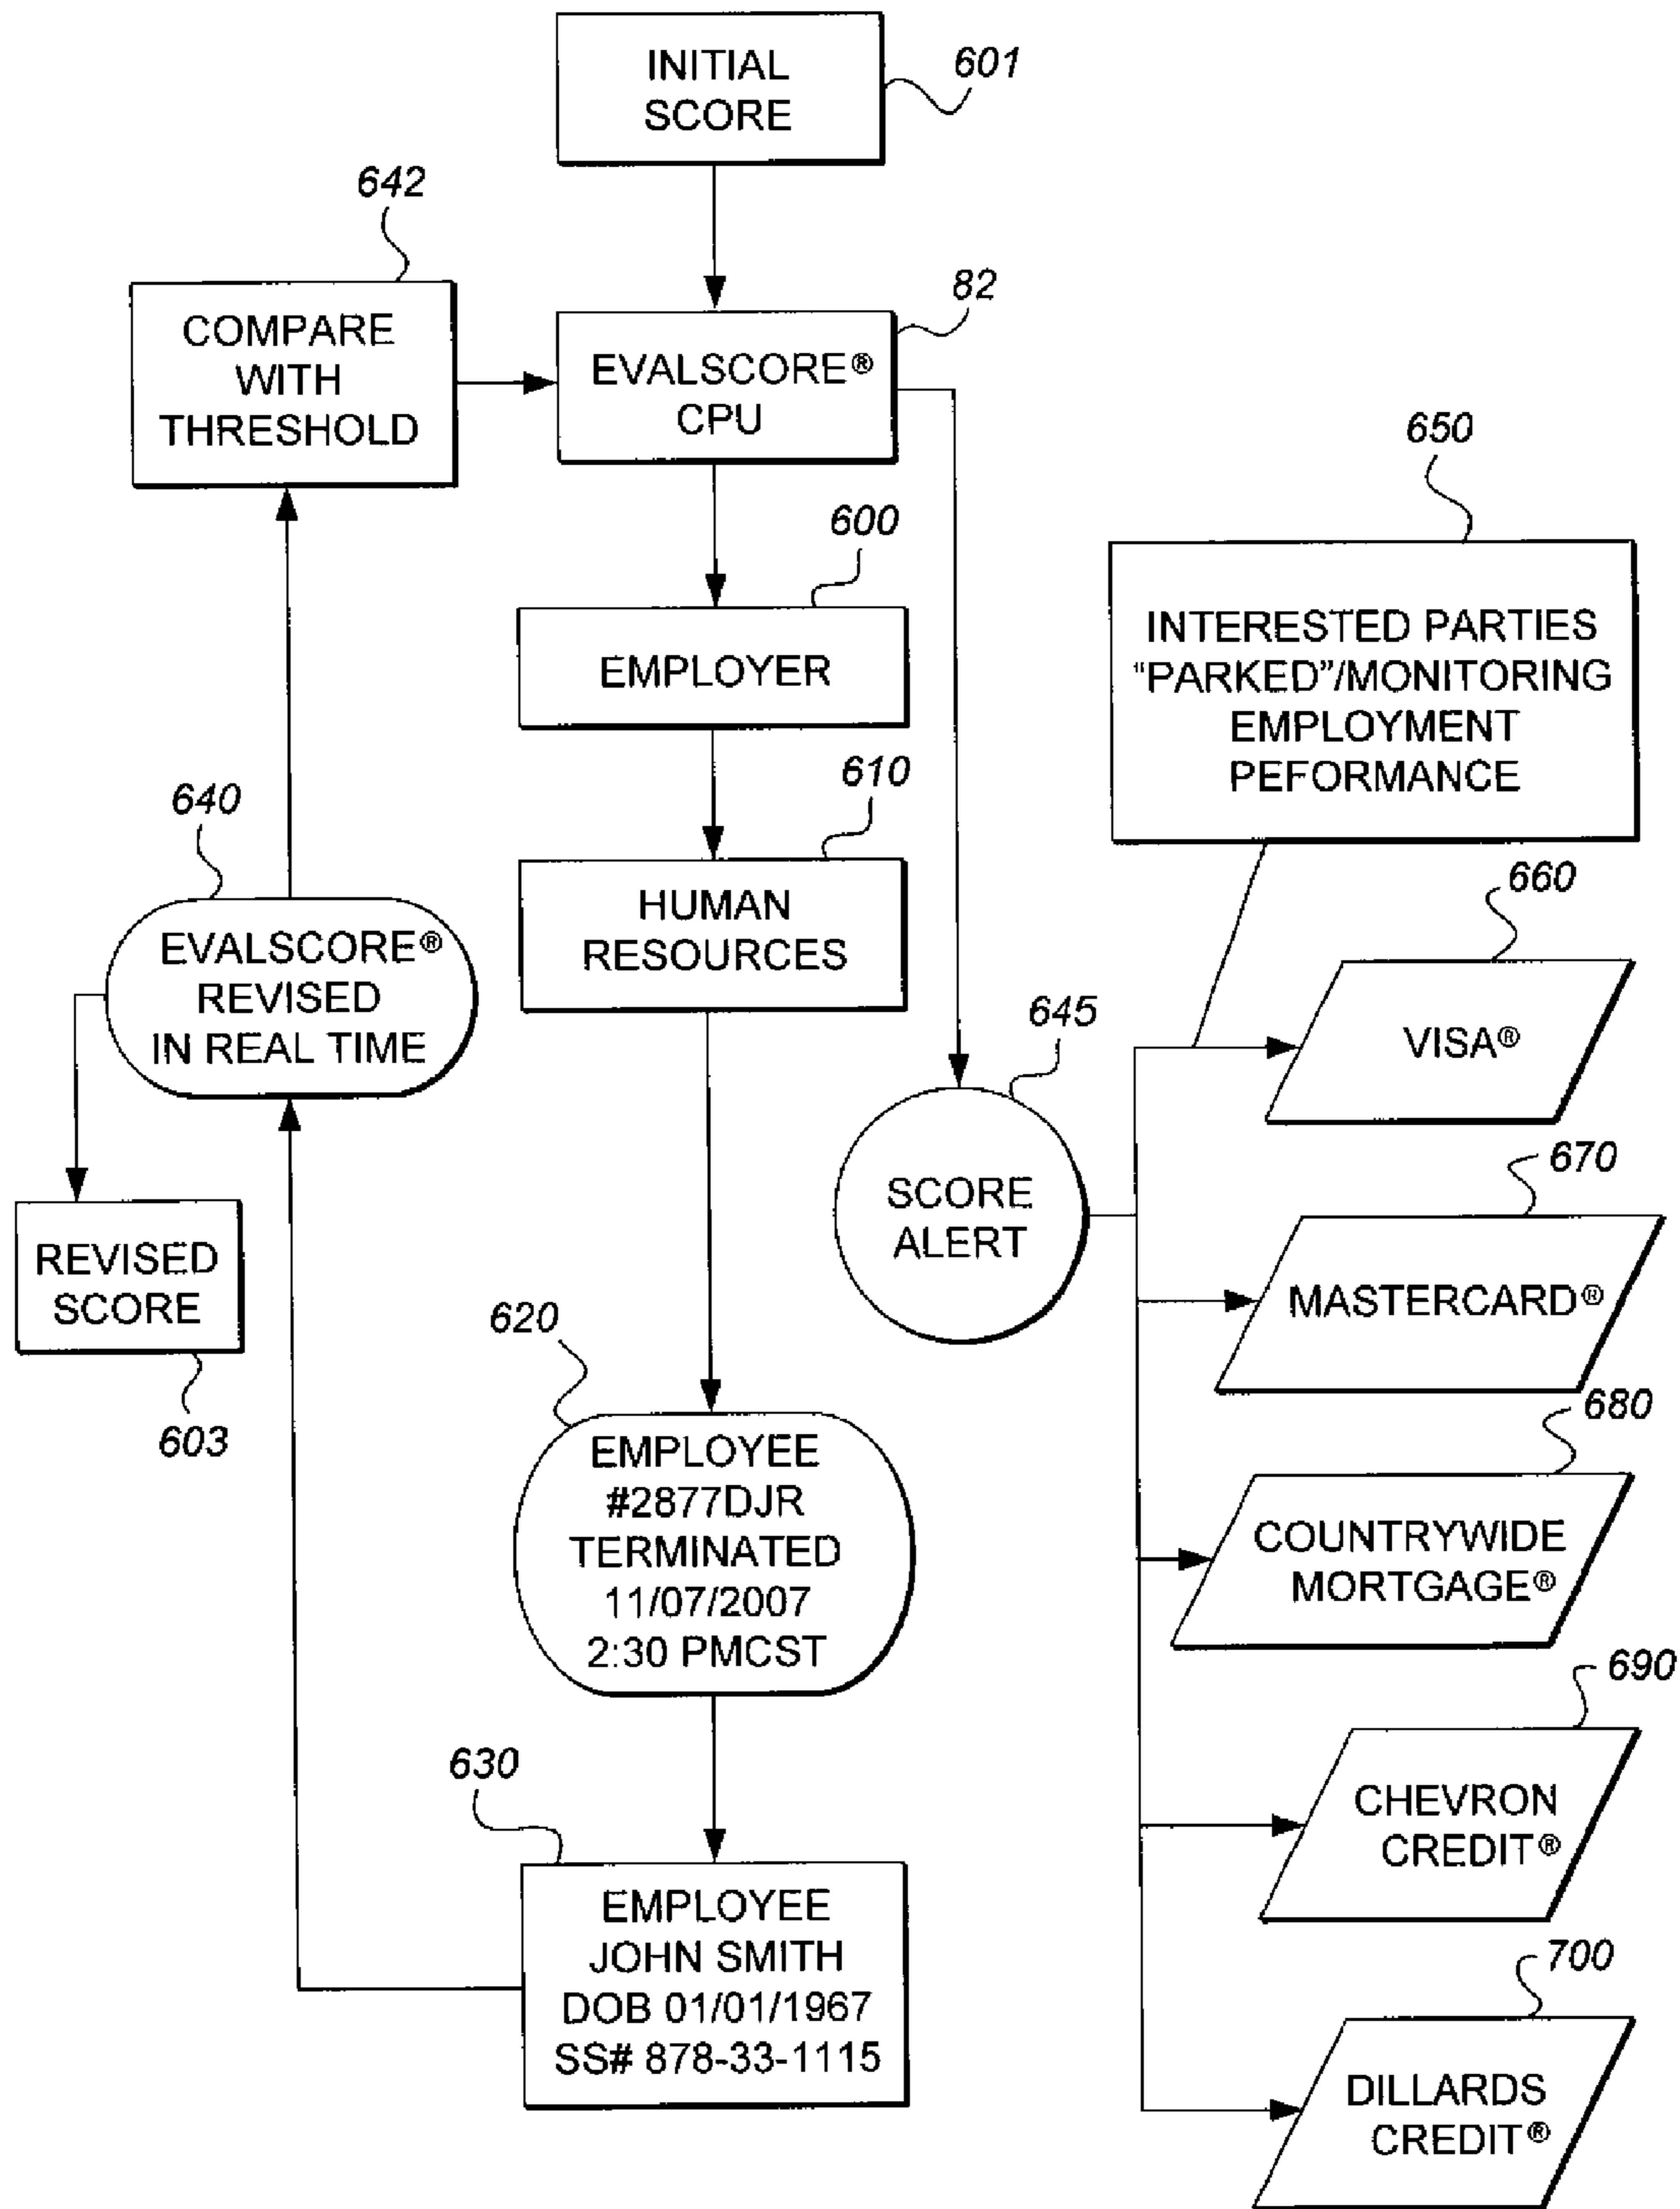 INITIAL
SCORE
601
642
COMPARE
WITH
THRESHOLD
82
EVALSCORE®
CPU
600
EMPLOYER
650
INTERESTED PARTIES
"PARKED"/MONITORING
EMPLOYMENT
PEFORMANCE
610
HUMAN
RESOURCES
640
EVALSCORE®
REVISED
IN REAL TIME
660
VISA®
645
SCORE
ALERT
670
MASTERCARD®
REVISED
SCORE
603
620
EMPLOYEE
#2877DJR
TERMINATED
11/07/2007
2:30 PMCST
680
COUNTRYWIDE
MORTGAGE®
690
CHEVRON
CREDIT®
630
EMPLOYEE
JOHN SMITH
DOB 01/01/1967
SS# 878-33-1115
700
DILLARDS
CREDIT®